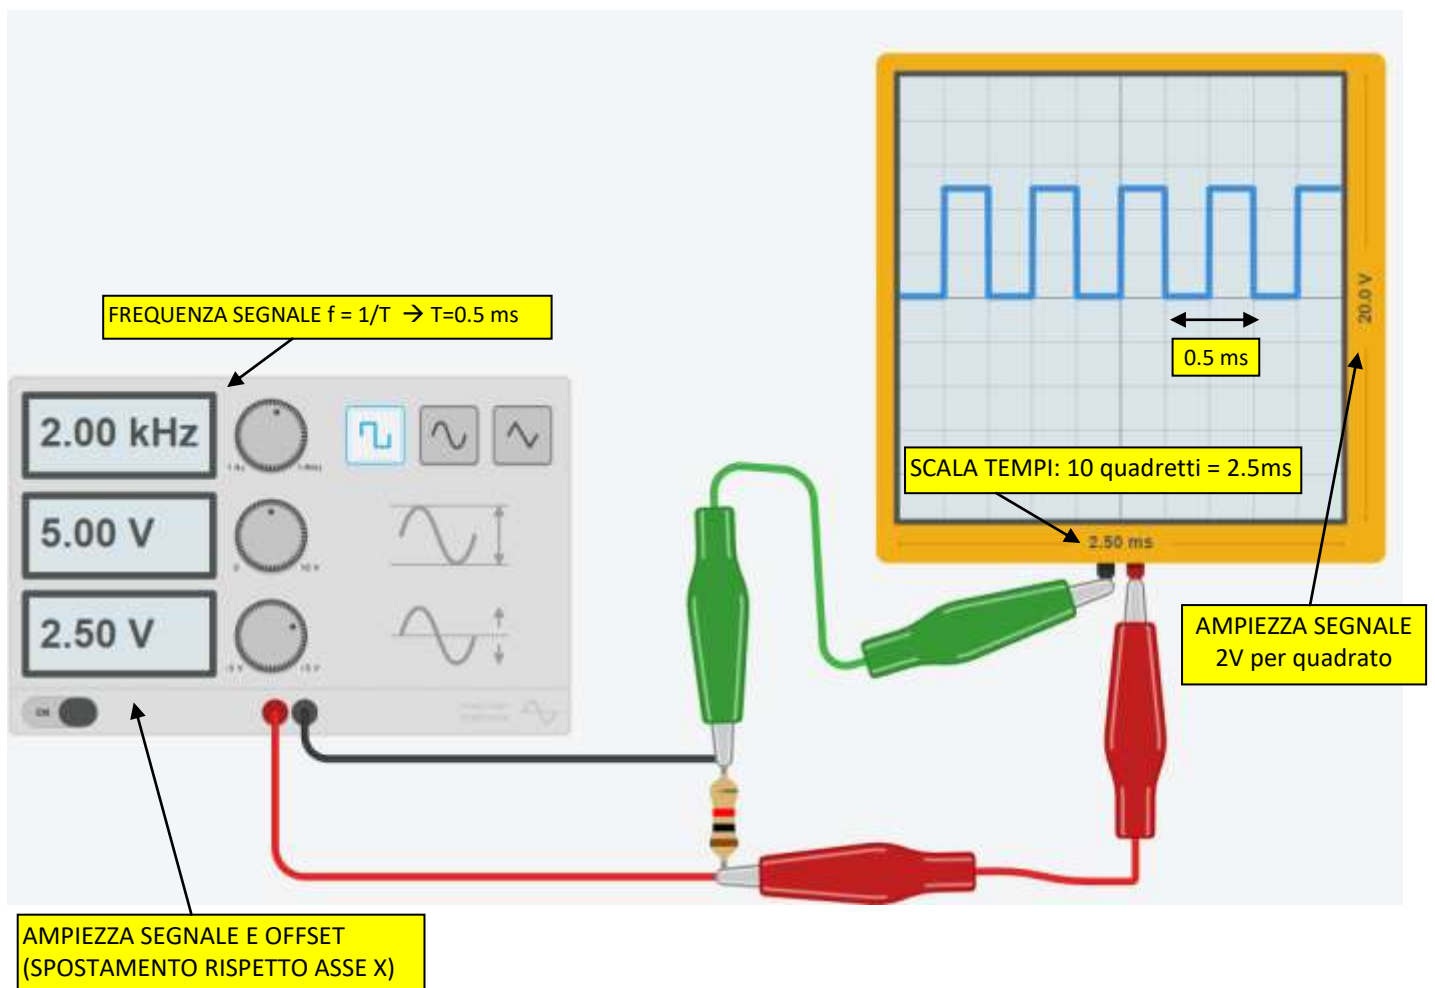 20.0 V
FREQUENZA SEGNALE f = 1/T → T=0.5 ms
0.5 ms
2.00 kHz
SCALA TEMPI: 10 quadretti = 2.5ms
5.00 V
2.50 ms
2.50 V
AMPIEZZA SEGNALE
2V per quadrato
ON
AMPIEZZA SEGNALE E OFFSET
(SPOSTAMENTO RISPETTO ASSE X)